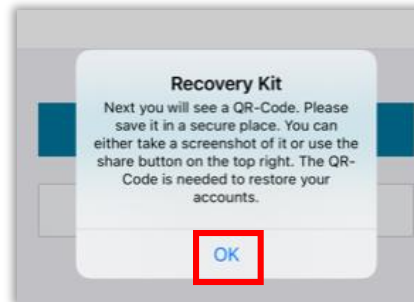 Recovery Kit
Next you will see a QR-Code. Please
save it in a secure place. You can
either take a screenshot of it or use the
share button on the top right. The QR-
Code is needed to restore your
accounts.
OK